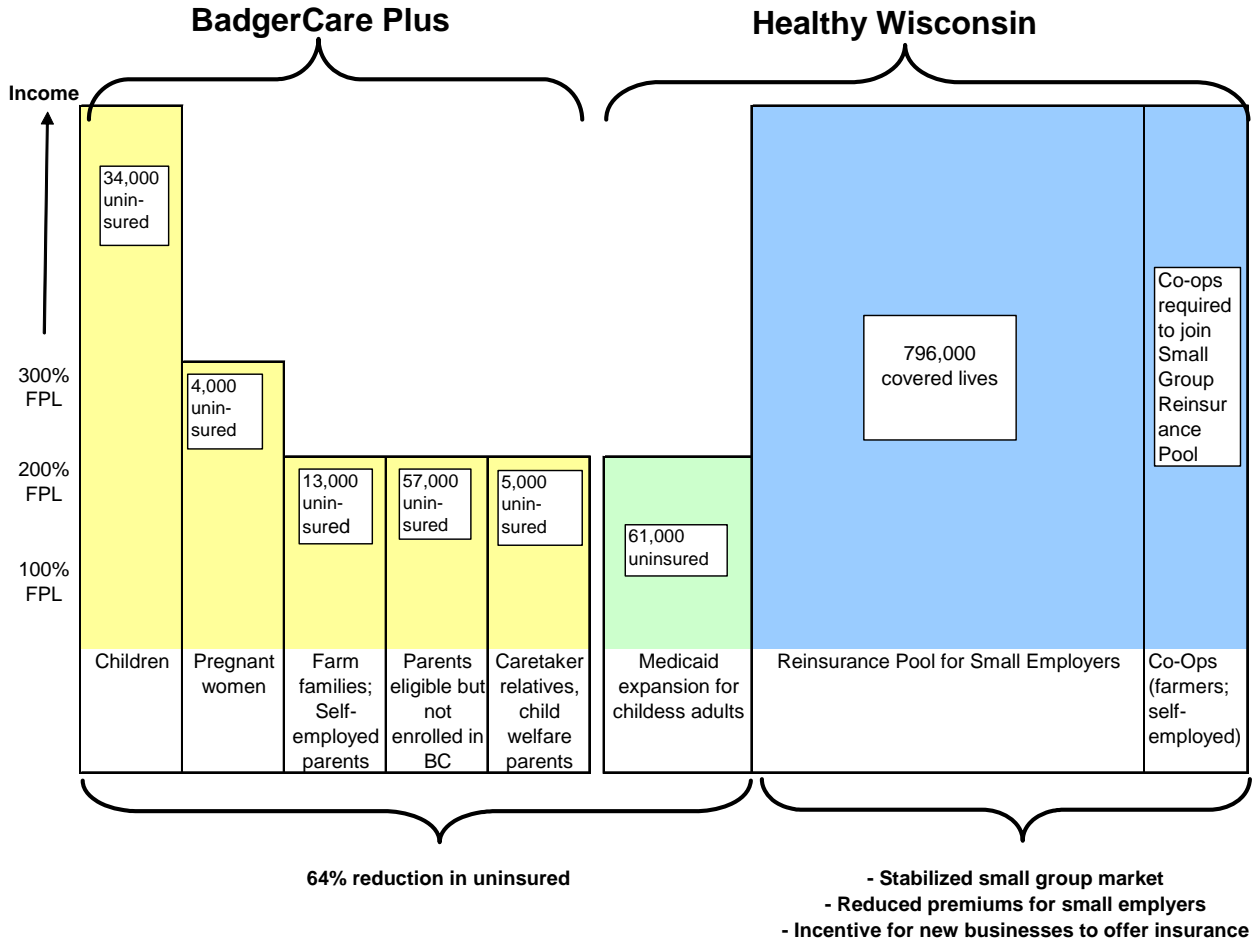 BadgerCare Plus
Healthy Wisconsin
Income
34,000
unin-
sured
4,000
unin-
sured
13,000
unin-
sured
57,000
unin-
sured
5,000
unin-
sured
61,000
uninsured
796,000
covered lives
Co-ops
required
to join
Small
Group
Reinsur
ance
Pool
300%
FPL
200%
FPL
100%
FPL
Children
Pregnant
women
Farm
families;
Self-
employed
parents
Parents
eligible but
not
enrolled in
BC
Caretaker
relatives,
child
welfare
parents
Medicaid
expansion for
childess adults
Reinsurance Pool for Small Employers
Co-Ops
(farmers;
self-
employed)
64% reduction in uninsured
- Stabilized small group market
- Reduced premiums for small emplyers
- Incentive for new businesses to offer insurance